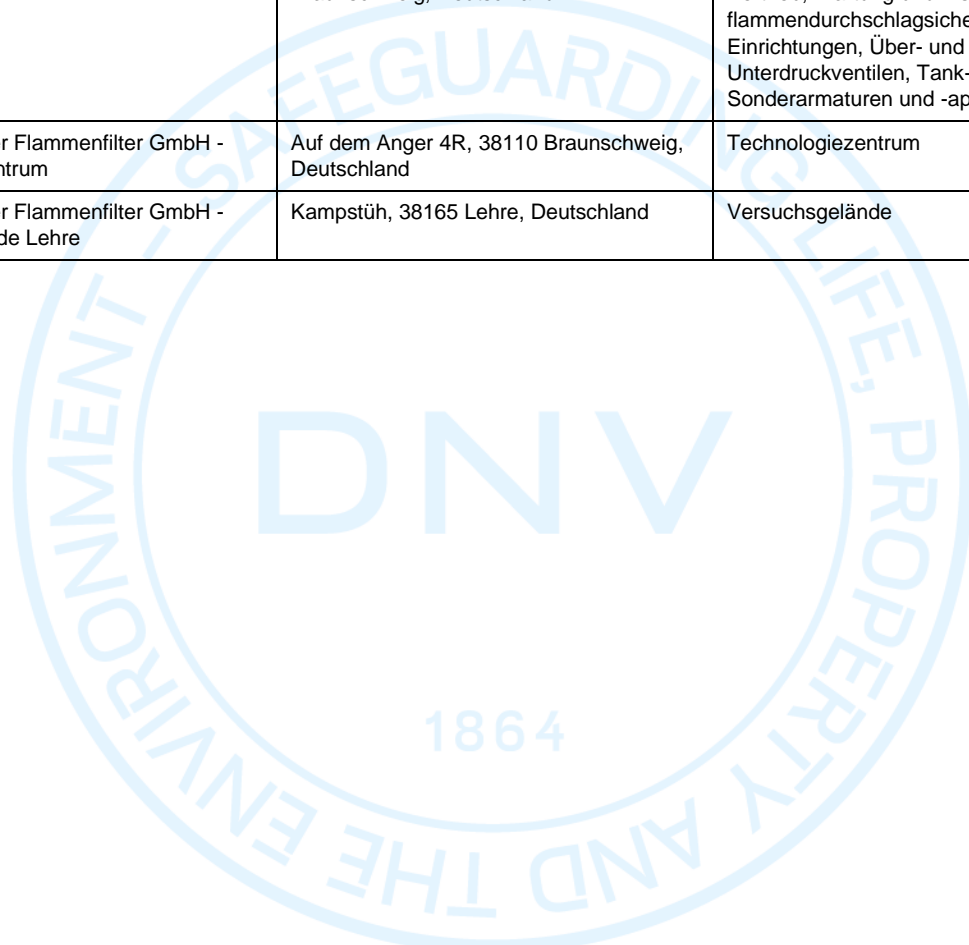 flammendurchschlagsiche
Einrichtungen, Über- und
Unterdruckventilen, Tank-
Sonderarmaturen und -ap
r Flammenfilter GmbH -
ntrum
Auf dem Anger 4R, 38110 Braunschweig,
Deutschland
Technologiezentrum
r Flammenfilter GmbH -
de Lehre
Kampstüh, 38165 Lehre, Deutschland
Versuchsgelände
SAFEGUARDING LIFE, PROPERTY AND THE ENVIRONMENT
DNV
1864